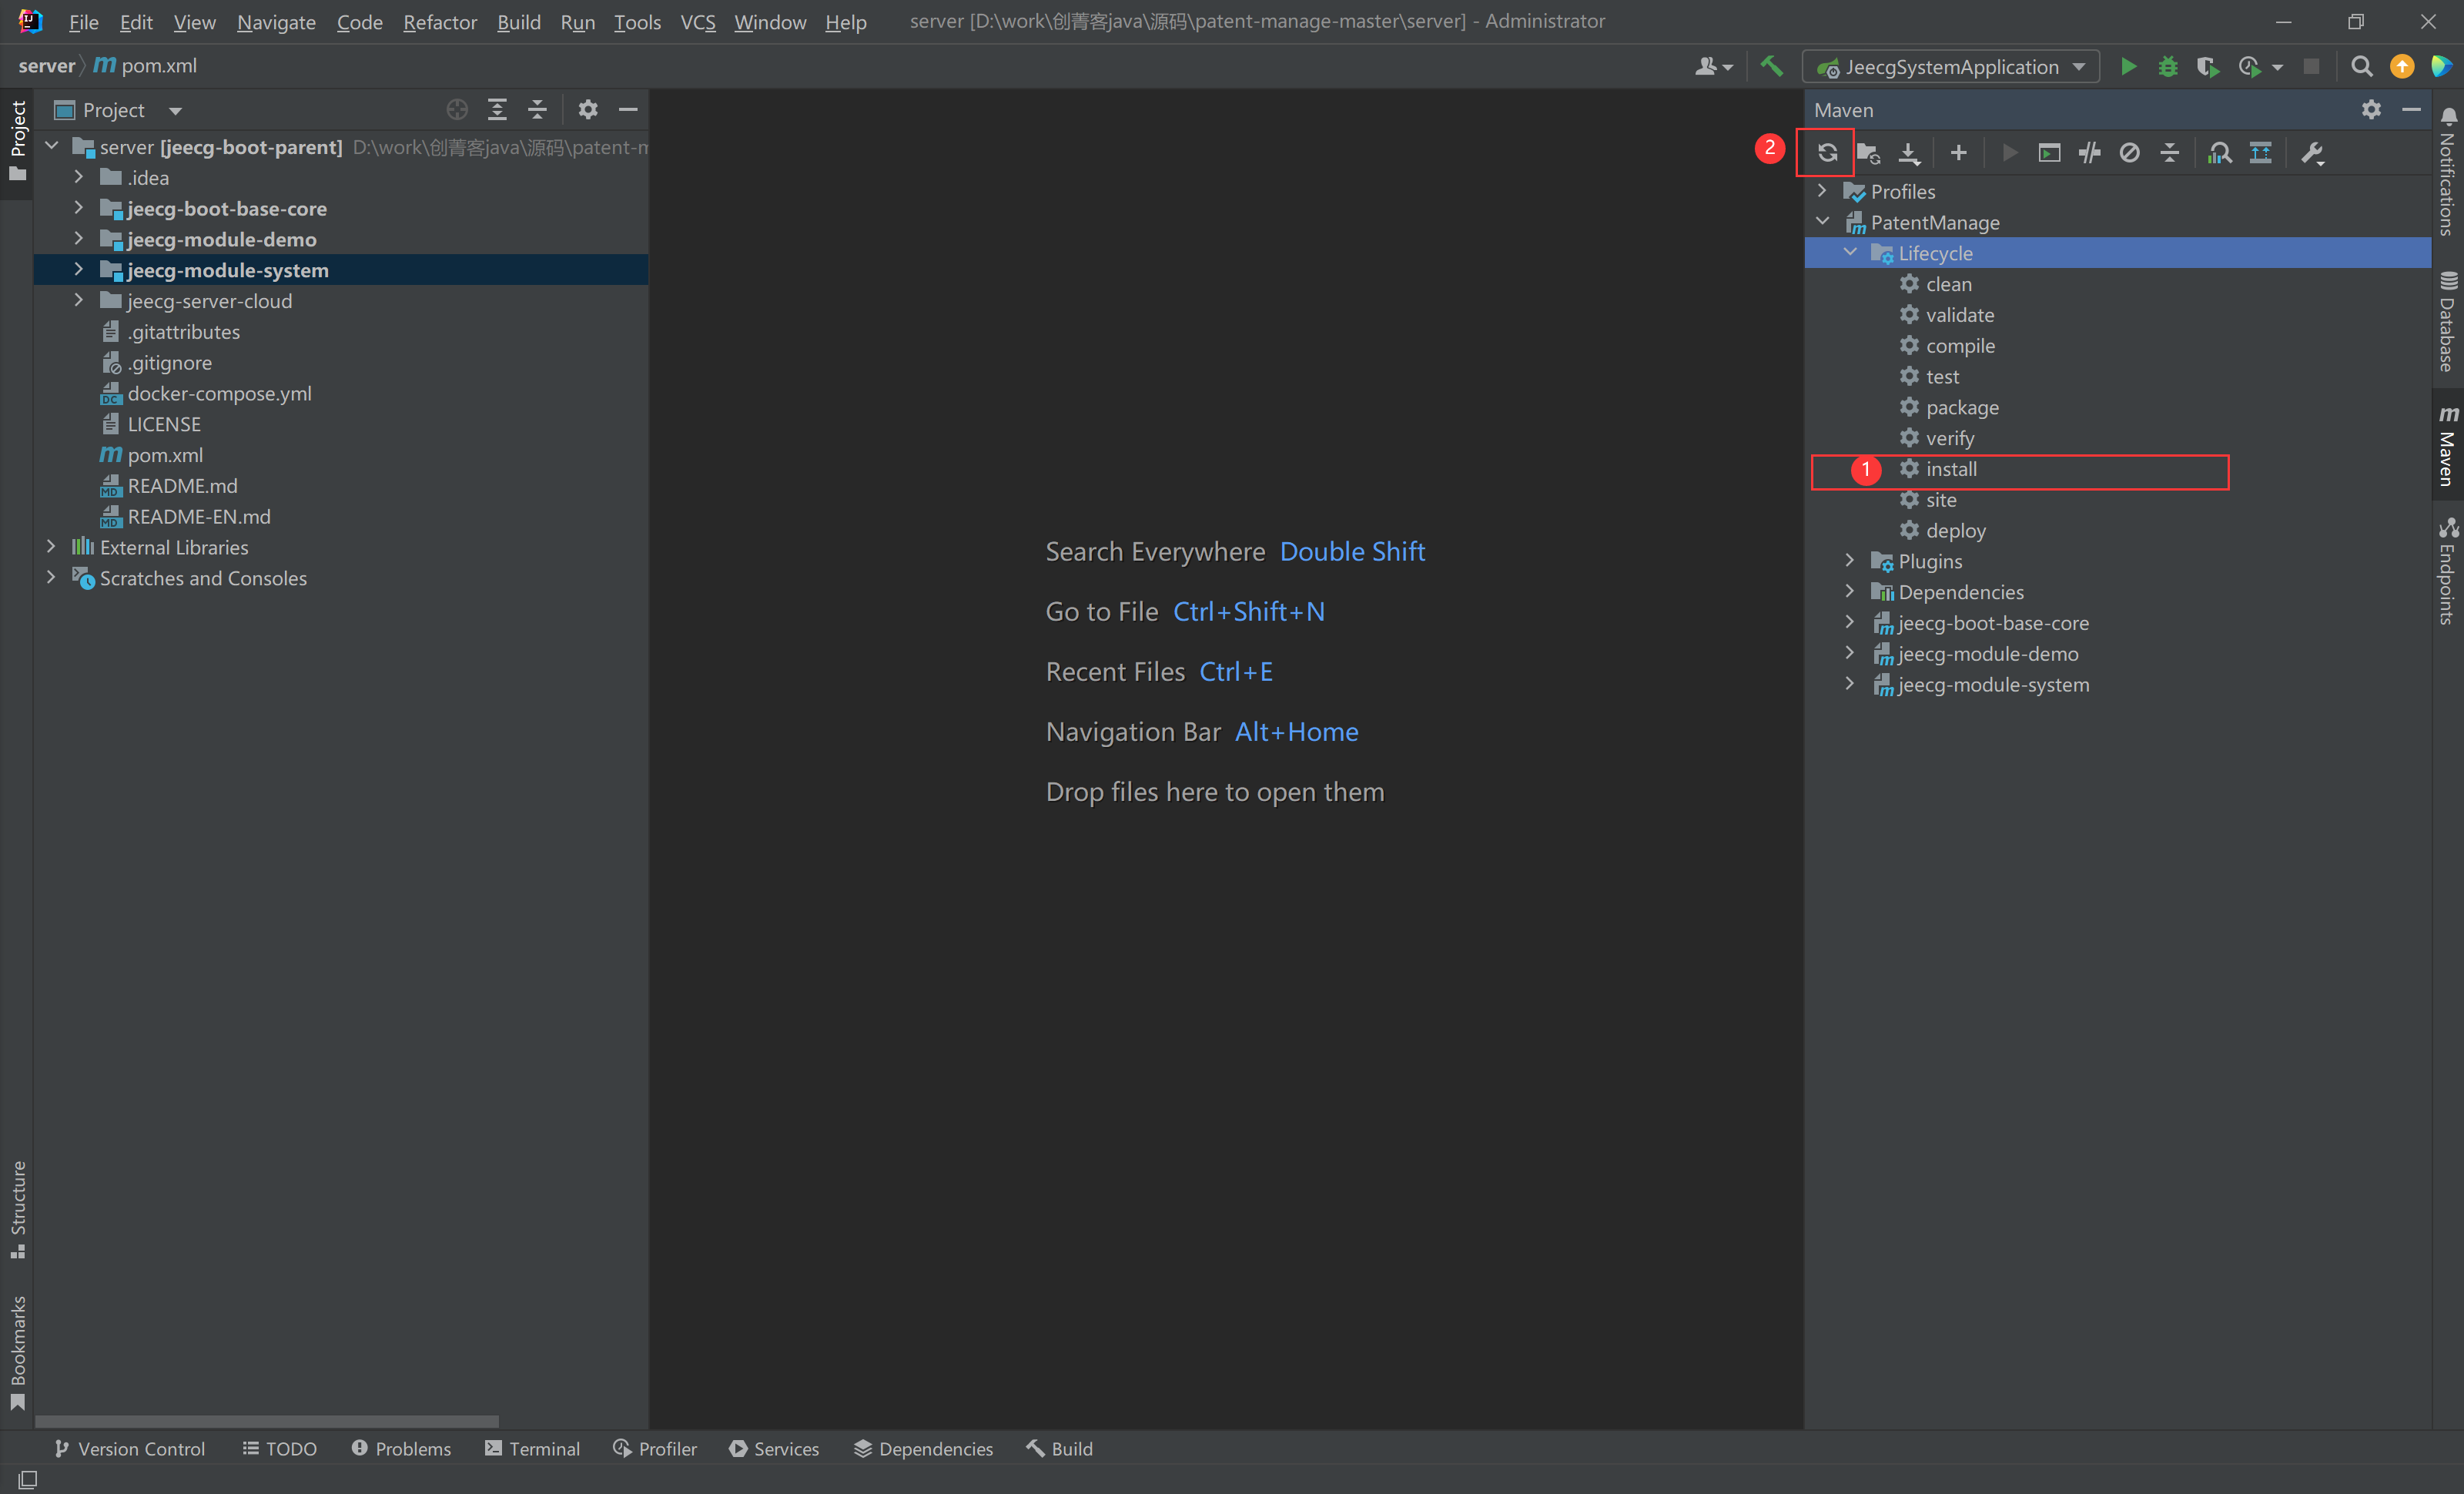 File Edit View Navigate Code Refactor Build Run Tools VCS Window Help server [D:\work\创菁客java\源码\patent-manage-master\server] - Administrator
server pom.xml
JeecgSystemApplication
Project
Project
server [jeecg-boot-parent] D:\work\创菁客java\源码\patent-m
.idea
jeecg-boot-base-core
jeecg-module-demo
jeecg-module-system
jeecg-server-cloud
.gitattributes
.gitignore
docker-compose.yml
LICENSE
pom.xml
README.md
README-EN.md
External Libraries
Scratches and Consoles
Structure
Bookmarks
Search Everywhere Double Shift
Go to File Ctrl+Shift+N
Recent Files Ctrl+E
Navigation Bar Alt+Home
Drop files here to open them
Maven
2
Profiles
PatentManage
Lifecycle
clean
validate
compile
test
package
verify
1 install
site
deploy
Plugins
Dependencies
jeecg-boot-base-core
jeecg-module-demo
jeecg-module-system
Notifications
Database
Maven
Endpoints
Version Control TODO Problems Terminal Profiler Services Dependencies Build